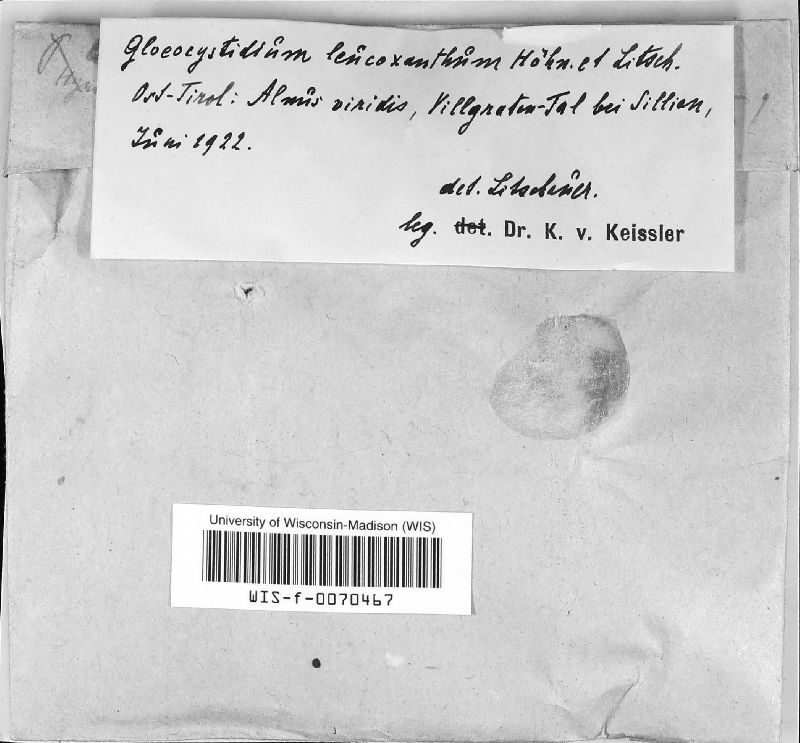 Gloeocystidium leucoxanthum Höhn. et Litsch.
Ost-Tirol: Alnus viridis, Villgraten-Tal bei Sillian,
Juni 1922.
det. Litschauer.
leg. det. Dr. K. v. Keissler
University of Wisconsin-Madison (WIS)
WIS-f-0070467